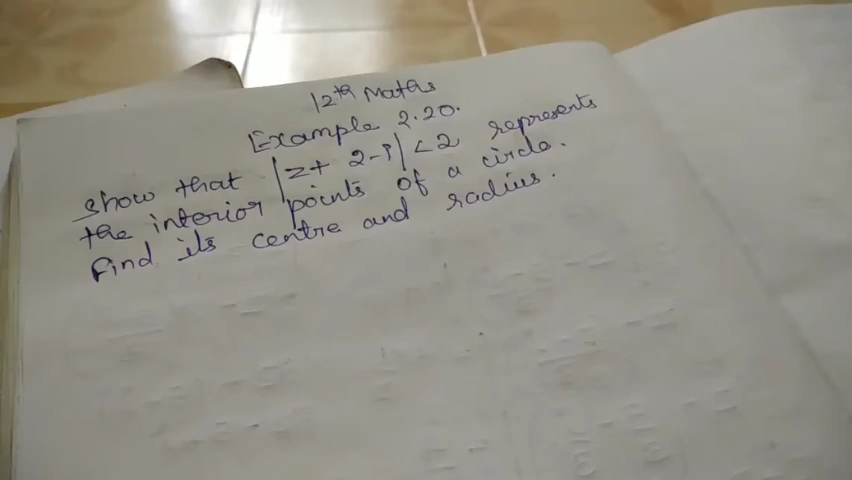 12th Maths
Example 2.20.
Show that |z+ 2-i| <2 represents
the interior points of a circle.
Find its centre and radius.